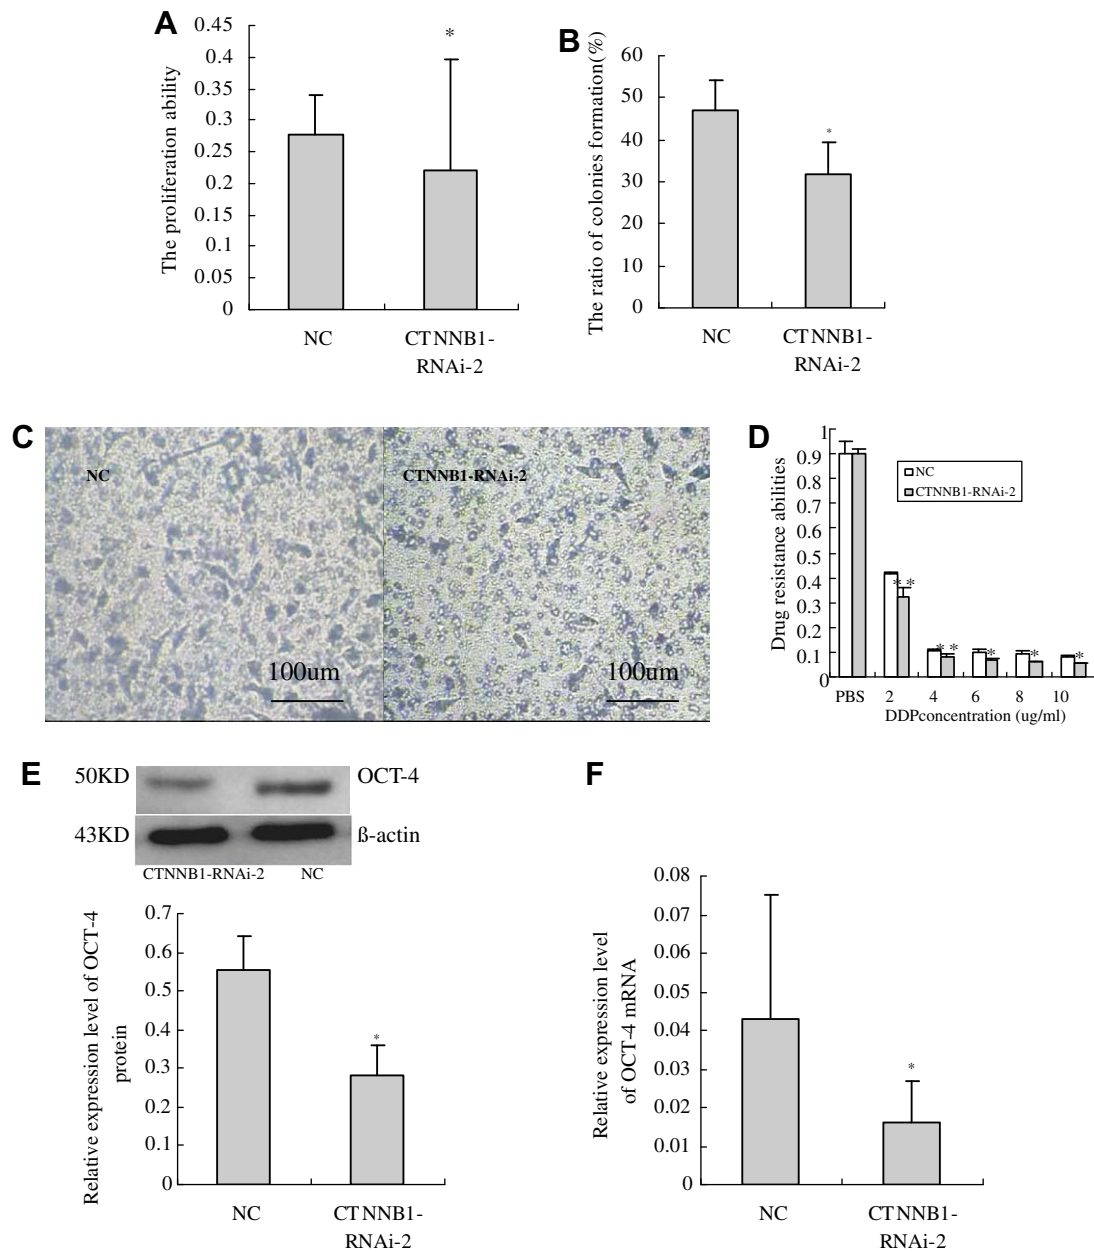 A
The proliferation ability
0.45
0.4
0.35
0.3
0.25
0.2
0.15
0.1
0.05
0
*
NC
CTNNB1-
RNAi-2
B
The ratio of colonies formation(%)
60
50
40
30
20
10
0
*
NC
CTNNB1-
RNAi-2
C
NC
100um
CTNNB1-RNAi-2
100um
D
Drug resistance abilities
1
0.9
0.8
0.7
0.6
0.5
0.4
0.3
0.2
0.1
0
NC
CTNNB1-RNAi-2
**
**
*
*
*
PBS 2 4 6 8 10
DDPconcentration (ug/ml)
E
50KD OCT-4
43KD ß-actin
CTNNB1-RNAi-2 NC
Relative expression level of OCT-4
protein
0.7
0.6
0.5
0.4
0.3
0.2
0.1
0
*
NC
CTNNB1-
RNAi-2
F
Relative expression level
of OCT-4 mRNA
0.08
0.07
0.06
0.05
0.04
0.03
0.02
0.01
0
*
NC
CTNNB1-
RNAi-2